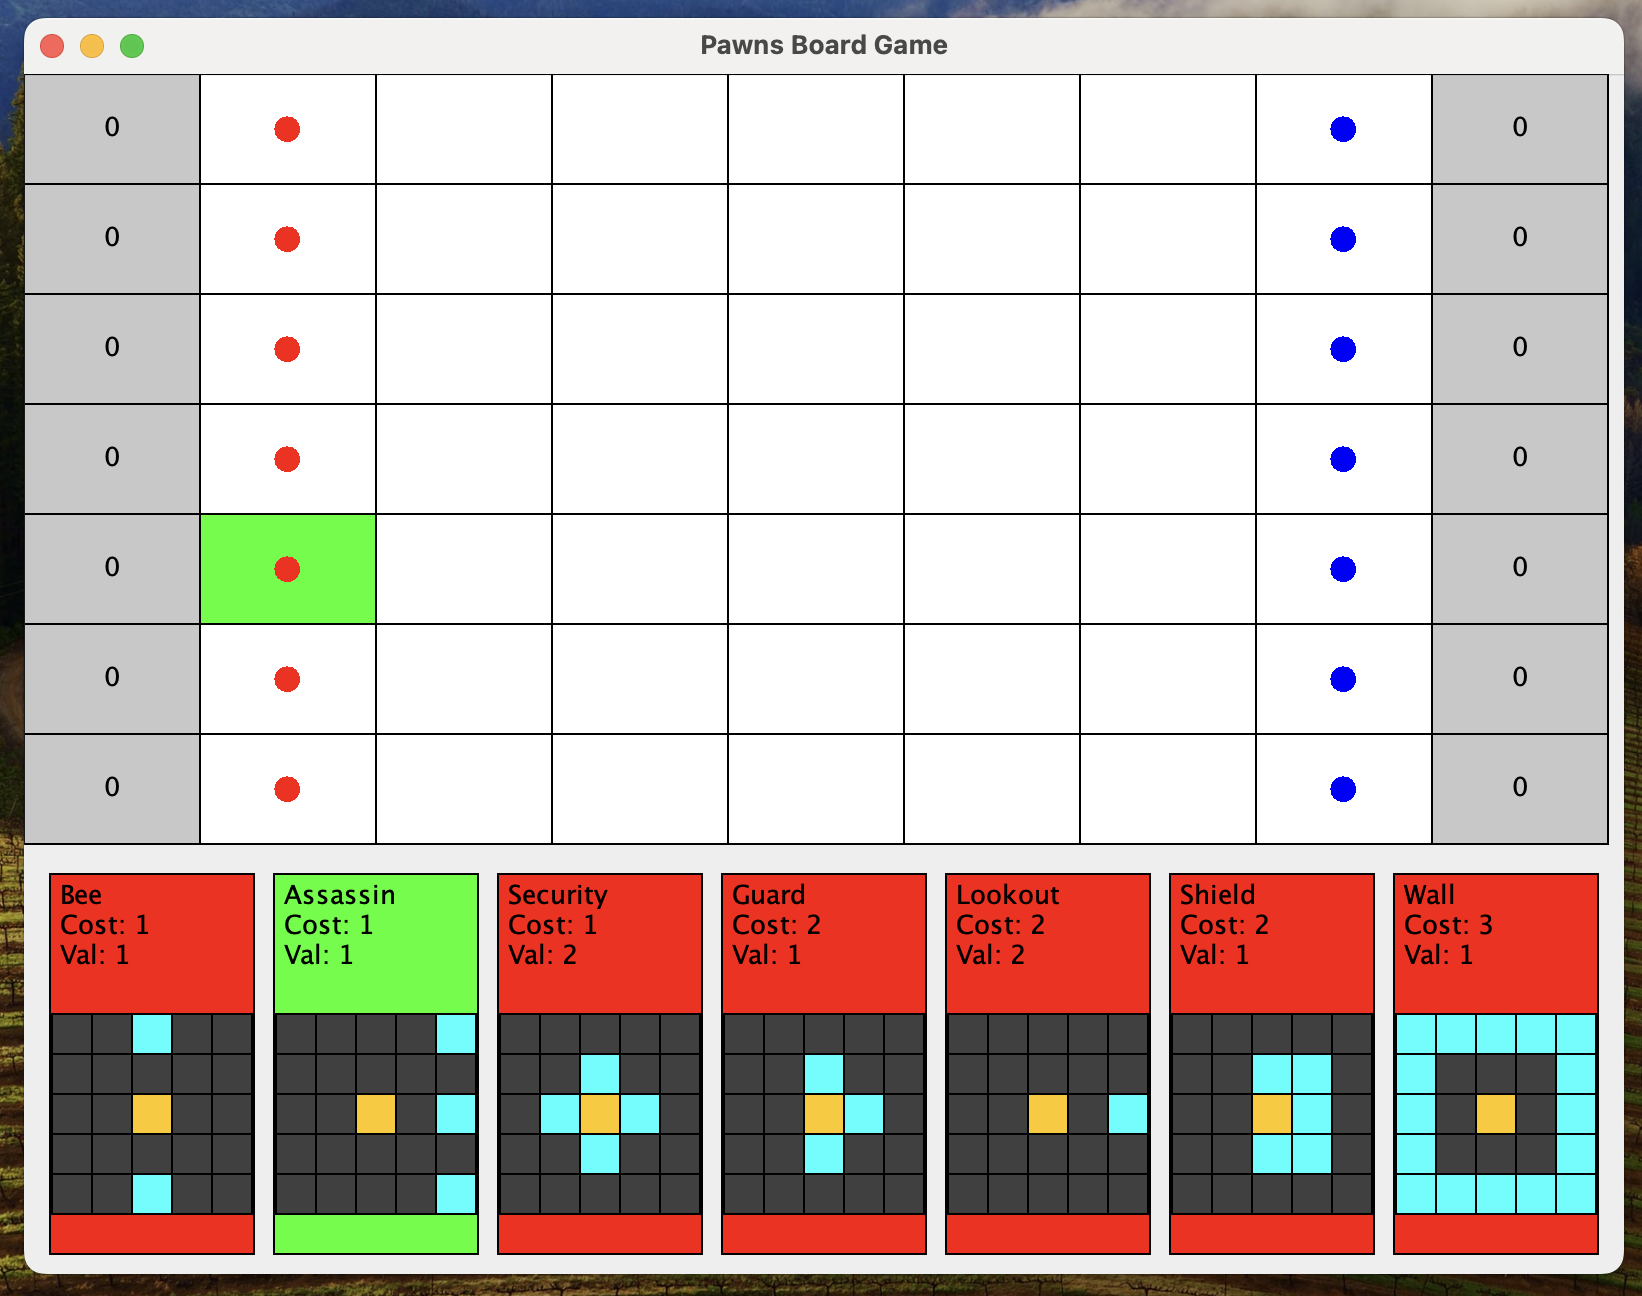 Pawns Board Game
0 0
0 0
0 0
0 0
0 0
0 0
0 0
Bee
Cost: 1
Val: 1
Assassin
Cost: 1
Val: 1
Security
Cost: 1
Val: 2
Guard
Cost: 2
Val: 1
Lookout
Cost: 2
Val: 2
Shield
Cost: 2
Val: 1
Wall
Cost: 3
Val: 1